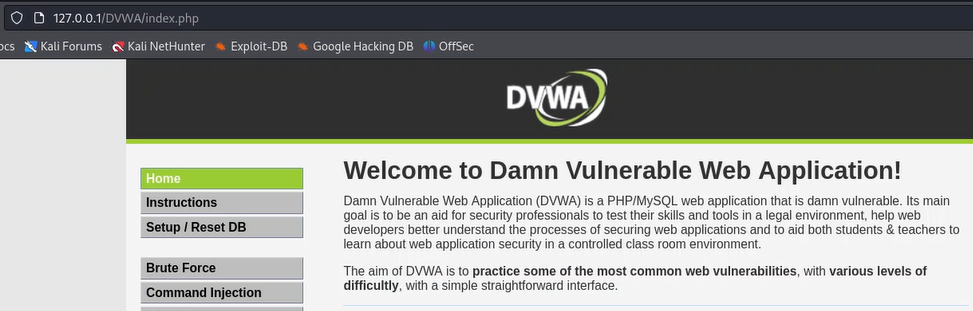 127.0.0.1/DVWA/index.php
ocs Kali Forums Kali NetHunter Exploit-DB Google Hacking DB OffSec
DVWA
Home
Instructions
Setup / Reset DB
Brute Force
Command Injection
Welcome to Damn Vulnerable Web Application!
Damn Vulnerable Web Application (DVWA) is a PHP/MySQL web application that is damn vulnerable. Its main
goal is to be an aid for security professionals to test their skills and tools in a legal environment, help web
developers better understand the processes of securing web applications and to aid both students & teachers to
learn about web application security in a controlled class room environment.
The aim of DVWA is to practice some of the most common web vulnerabilities, with various levels of
difficultly, with a simple straightforward interface.